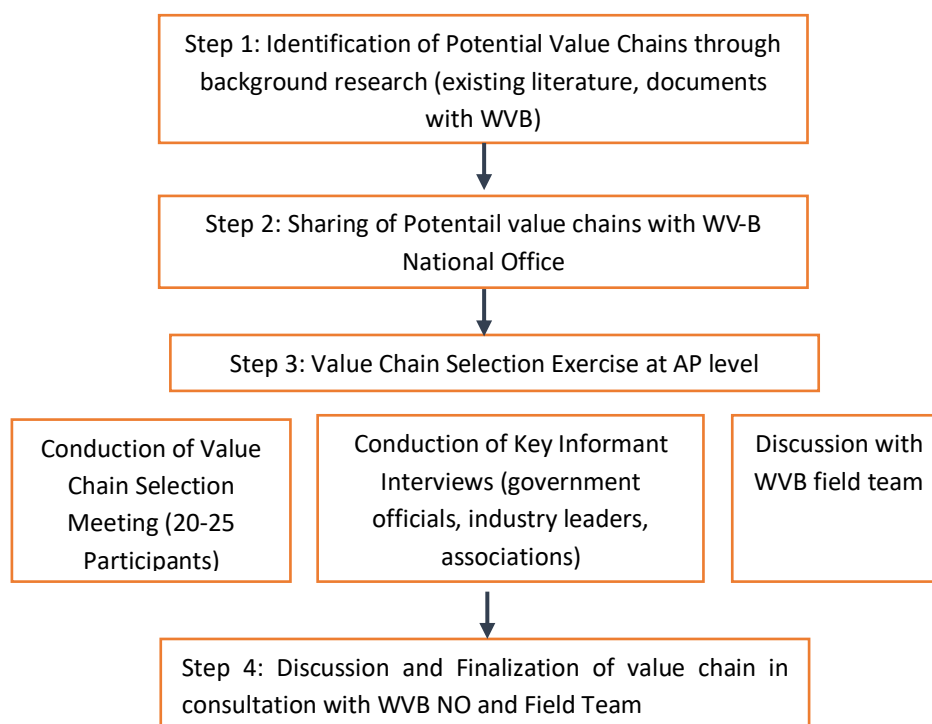 Step 1: Identification of Potential Value Chains through
background research (existing literature, documents
with WVB)
Step 2: Sharing of Potentail value chains with WV-B
National Office
Step 3: Value Chain Selection Exercise at AP level
Conduction of Value
Chain Selection
Meeting (20-25
Participants)
Conduction of Key Informant
Interviews (government
officials, industry leaders,
associations)
Discussion with
WVB field team
Step 4: Discussion and Finalization of value chain in
consultation with WVB NO and Field Team